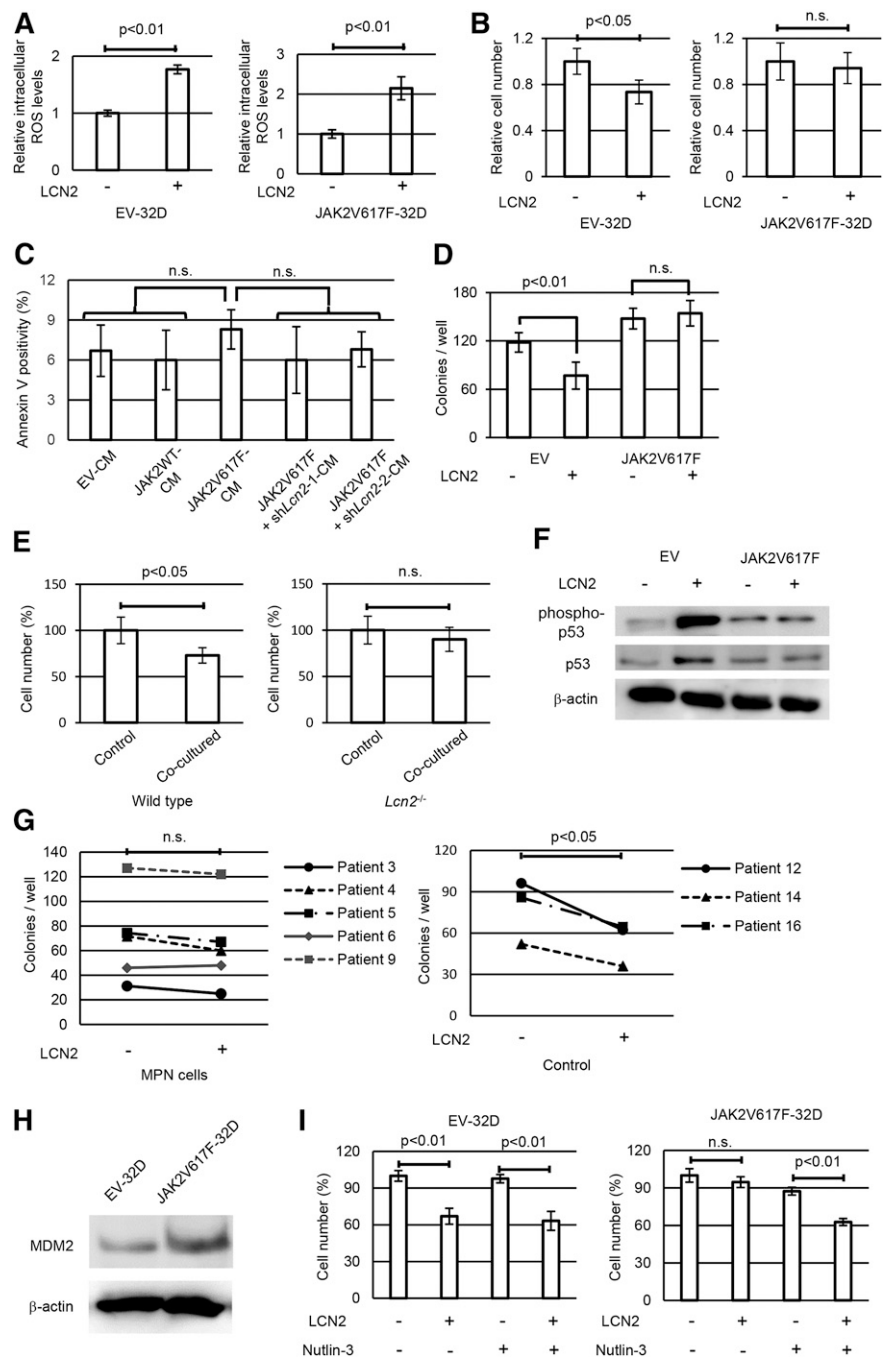 A
p<0.01
Relative intracellular
ROS levels
2
1
0
LCN2
- +
EV-32D
p<0.01
Relative intracellular
ROS levels
3
2
1
0
LCN2
- +
JAK2V617F-32D
B
p<0.05
Relative cell number
1.2
0.8
0.4
0
LCN2
- +
EV-32D
n.s.
Relative cell number
1.2
0.8
0.4
0
LCN2
- +
JAK2V617F-32D
C
n.s. n.s.
Annexin V positivity (%)
12
9
6
3
0
EV-CM
JAK2WT-
CM
JAK2V617F-
CM
JAK2V617F
+ shLcn2-1-CM
JAK2V617F
+ shLcn2-2-CM
D
p<0.01
n.s.
Colonies / well
180
120
60
0
EV JAK2V617F
LCN2 - + - +
E
p<0.05
Cell number (%)
150
100
50
0
Control
Co-cultured
Wild type
n.s.
Cell number (%)
150
100
50
0
Control
Co-cultured
Lcn2-/-
F
EV JAK2V617F
LCN2 - + - +
phospho-
p53
p53
β-actin
G
n.s.
Colonies / well
140
120
100
80
60
40
20
0
LCN2 - +
MPN cells
Patient 3
Patient 4
Patient 5
Patient 6
Patient 9
p<0.05
Colonies / well
120
90
60
30
0
LCN2 - +
Control
Patient 12
Patient 14
Patient 16
H
EV-32D
JAK2V617F-32D
MDM2
β-actin
I
EV-32D
p<0.01 p<0.01
Cell number (%)
120
90
60
30
0
LCN2 - + - +
Nutlin-3 - - + +
JAK2V617F-32D
n.s.
p<0.01
Cell number (%)
120
90
60
30
0
LCN2 - + - +
Nutlin-3 - - + +